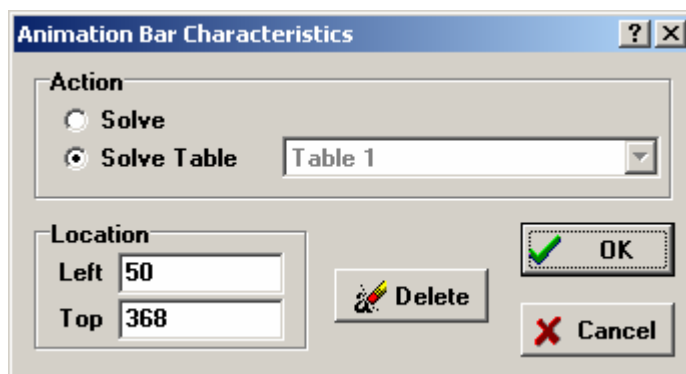 Animation Bar Characteristics
Action
Solve
Solve Table
Table 1
Location
Left 50
Top 368
Delete
OK
Cancel